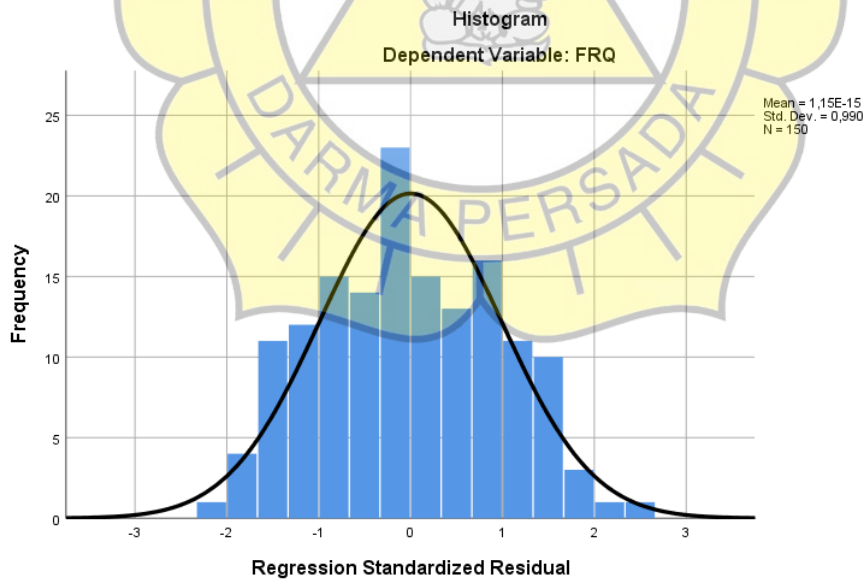 Histogram
Dependent Variable: FRQ
Mean = 1,15E-15
Std. Dev. = 0,990
N = 150
DARMA PERSADA
Frequency
25
20
15
10
5
0
-3 -2 -1 0 1 2 3
Regression Standardized Residual